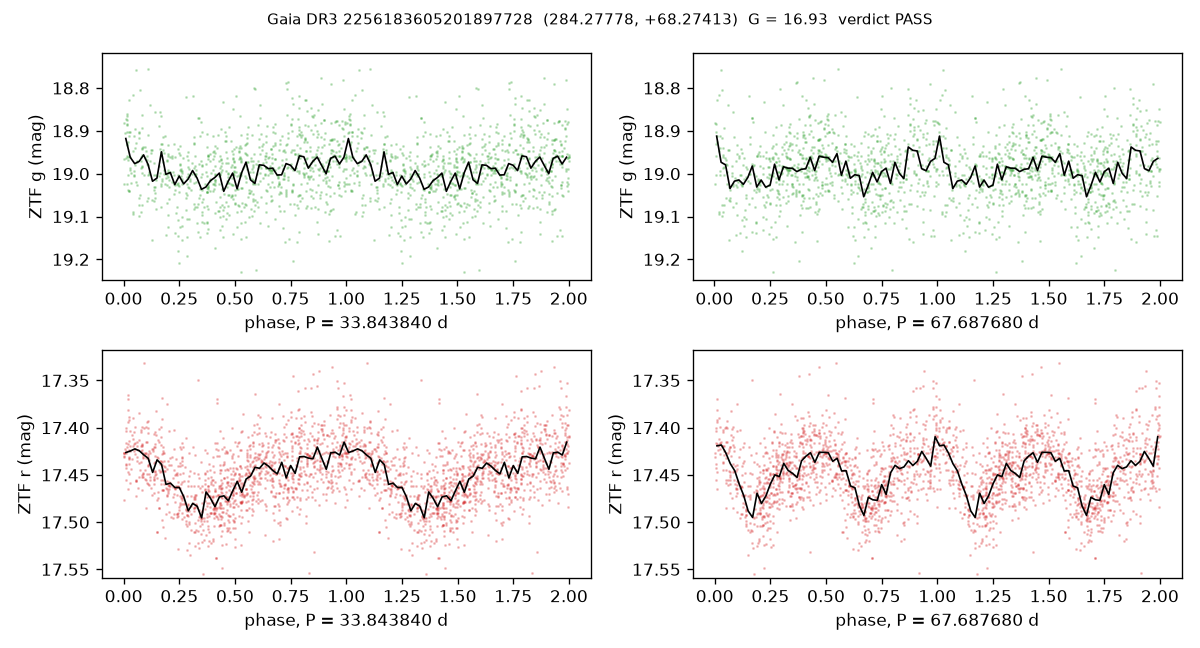 Gaia DR3 2256183605201897728  (284.27778, +68.27413)  G = 16.93  verdict PASS
ZTF g (mag)
18.8
18.9
19.0
19.1
19.2
0.00 0.25 0.50 0.75 1.00 1.25 1.50 1.75 2.00
phase, P = 33.843840 d
ZTF g (mag)
18.8
18.9
19.0
19.1
19.2
0.00 0.25 0.50 0.75 1.00 1.25 1.50 1.75 2.00
phase, P = 67.687680 d
ZTF r (mag)
17.35
17.40
17.45
17.50
17.55
0.00 0.25 0.50 0.75 1.00 1.25 1.50 1.75 2.00
phase, P = 33.843840 d
ZTF r (mag)
17.35
17.40
17.45
17.50
17.55
0.00 0.25 0.50 0.75 1.00 1.25 1.50 1.75 2.00
phase, P = 67.687680 d